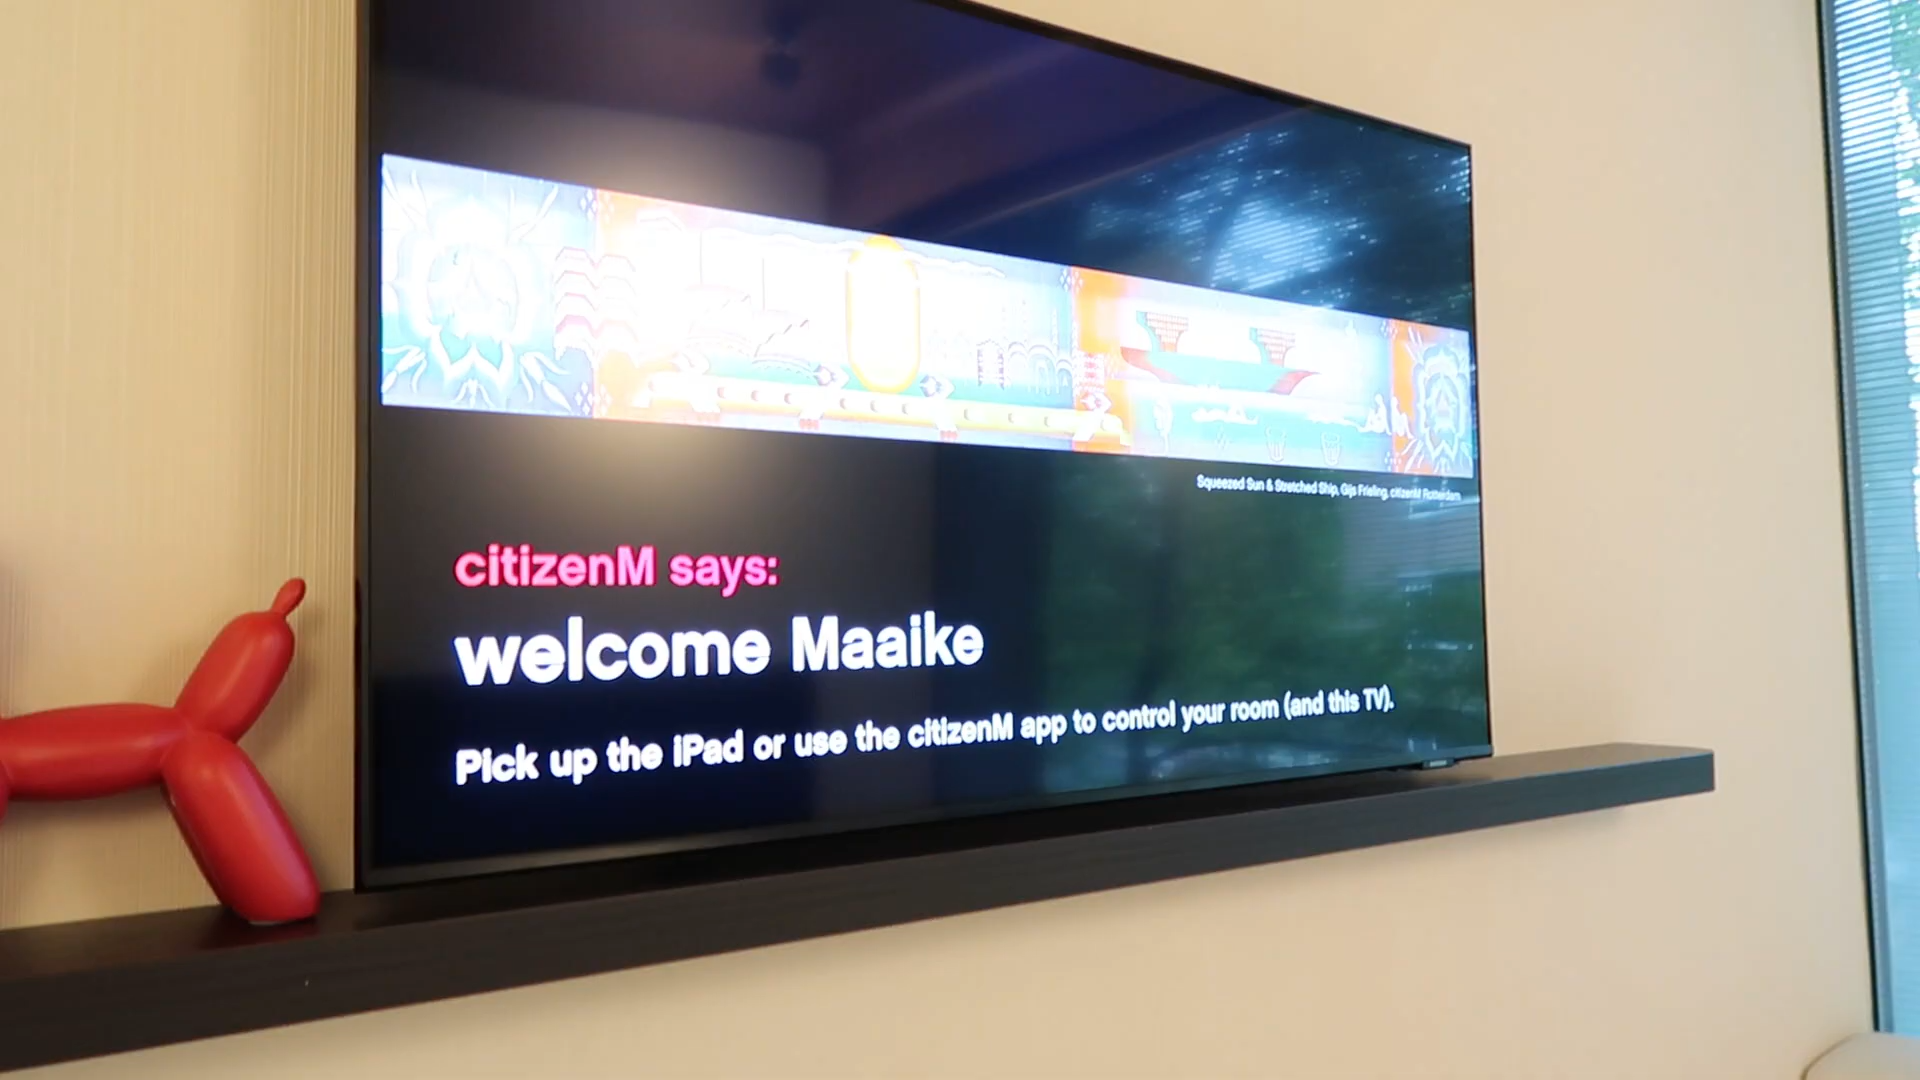 Squeezed Sun & Stretched Ship, Gijs Frieling, citizenM Rotterdam
citizenM says:
welcome Maaike
Pick up the iPad or use the citizenM app to control your room (and this TV).